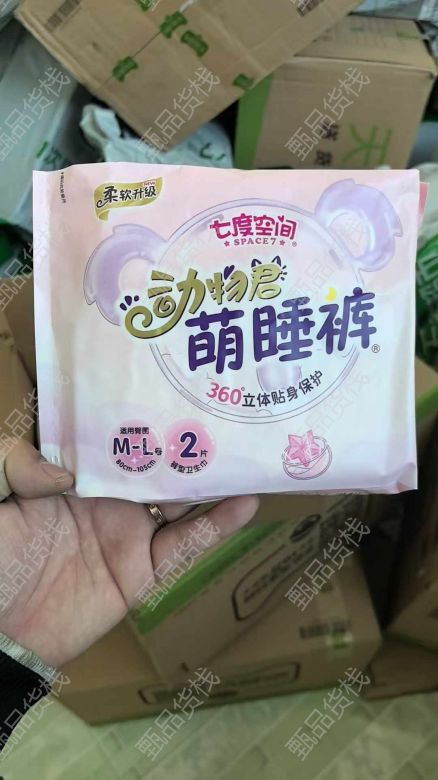 柔软升级
new
七度空间
★ SPACE7 ★ ®
动物君
萌睡裤®
360°立体贴身保护
适用臀围
M-L号
80cm-105cm
2片
裤型卫生巾
天
甄品货栈